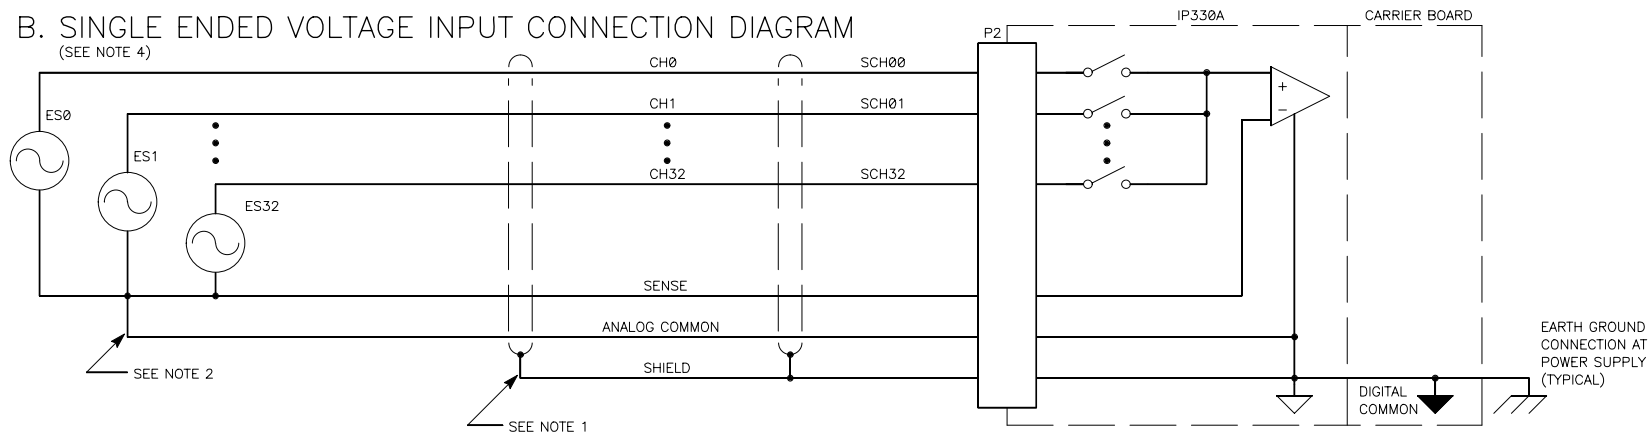 B. SINGLE ENDED VOLTAGE INPUT CONNECTION DIAGRAM
(SEE NOTE 4)
IP330A
CARRIER BOARD
P2
CH0
SCH00
ES0
CH1
SCH01
+
−
ES1
CH32
SCH32
ES32
SENSE
ANALOG COMMON
SHIELD
SEE NOTE 2
SEE NOTE 1
DIGITAL
COMMON
EARTH GROUND
CONNECTION AT
POWER SUPPLY
(TYPICAL)